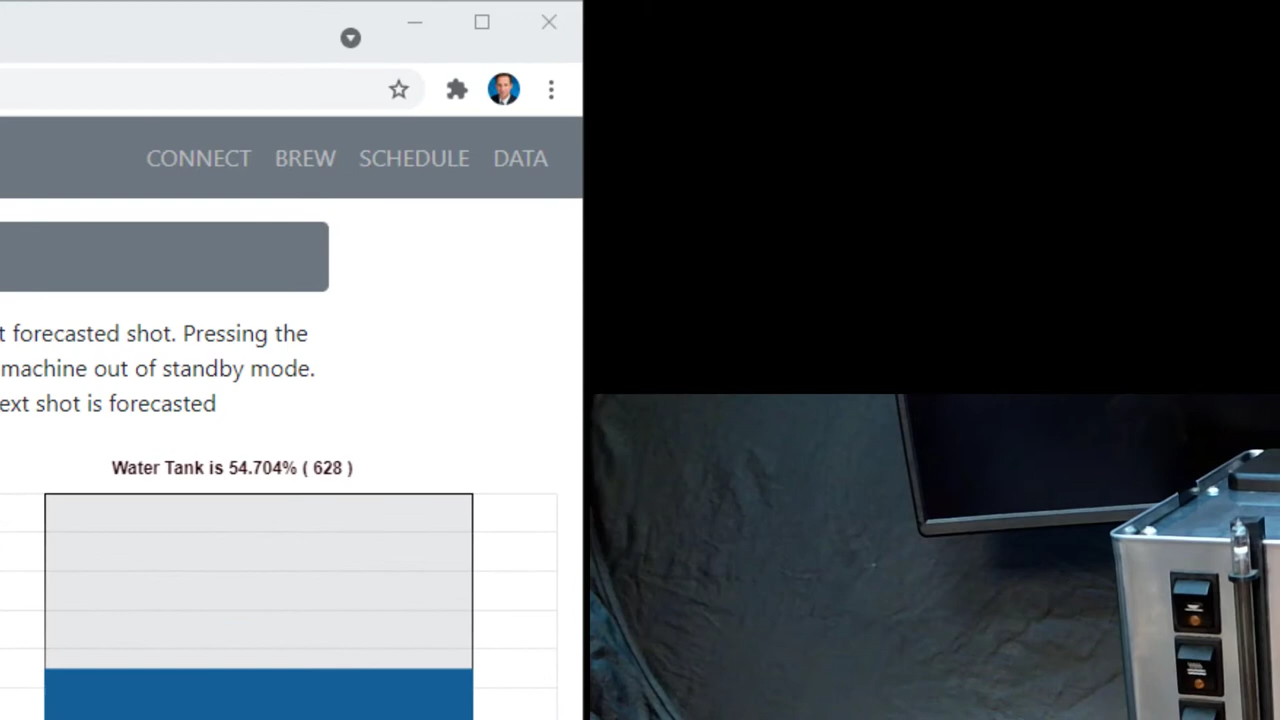 CONNECT BREW SCHEDULE DATA
t forecasted shot. Pressing the
machine out of standby mode.
ext shot is forecasted
Water Tank is 54.704% ( 628 )